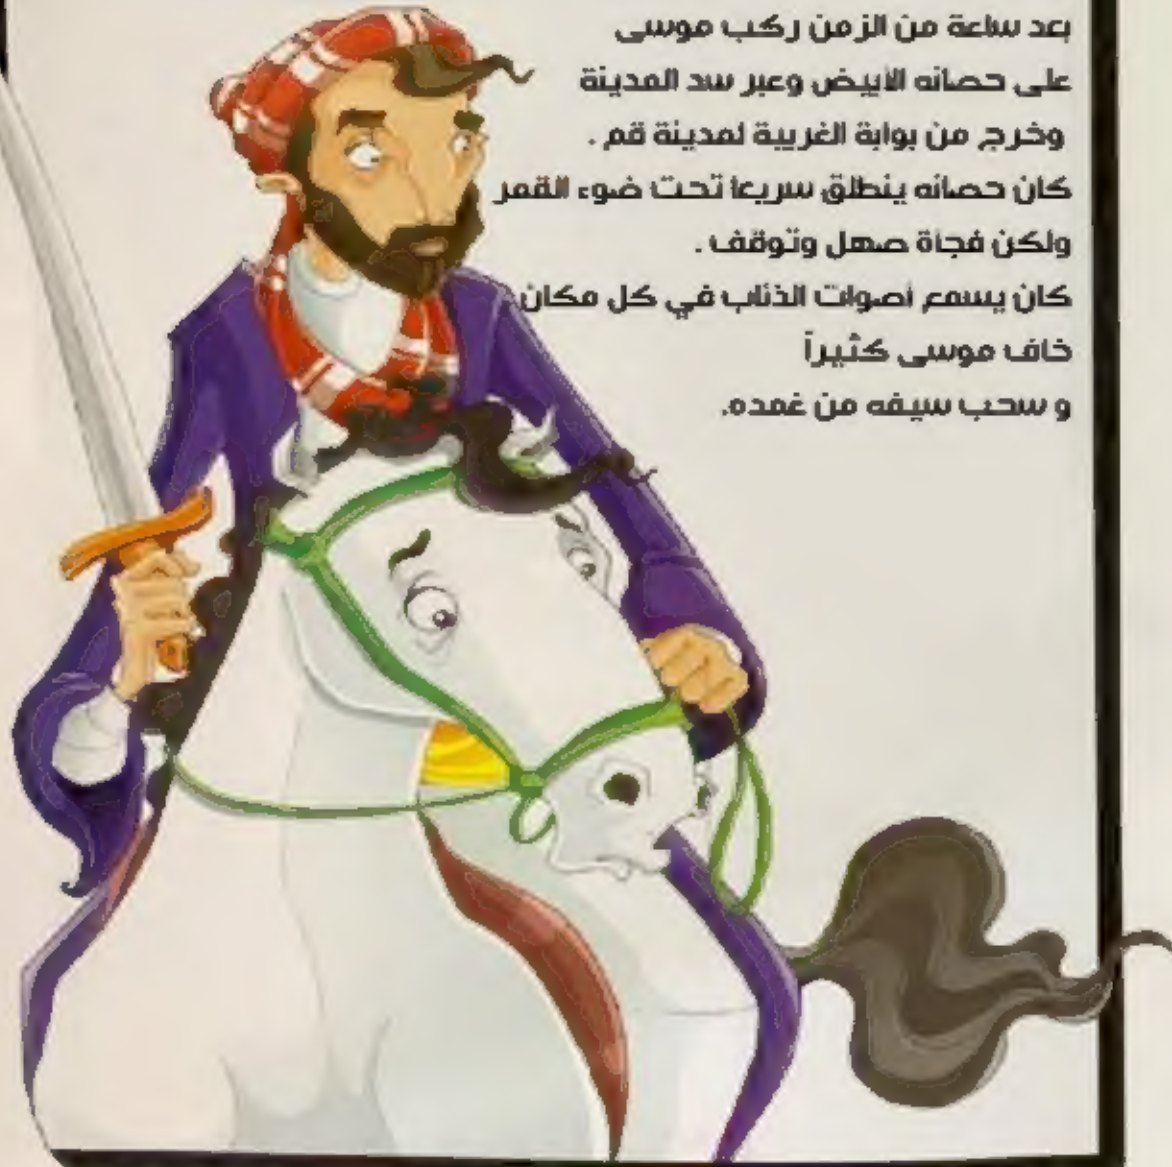 بعد ساعة من الزمن ركب موسى
على حصانه الأبيض وعبر سد المدينة
وخرج من بوابة الغربية لمدينة قم .
كان حصانه ينطلق سريعا تحت ضوء القمر
ولكن فجأة صهل وتوقف .
كان يسمع أصوات الذئاب في كل مكان
خاف موسى كثيراً
و سحب سيفه من غمده.